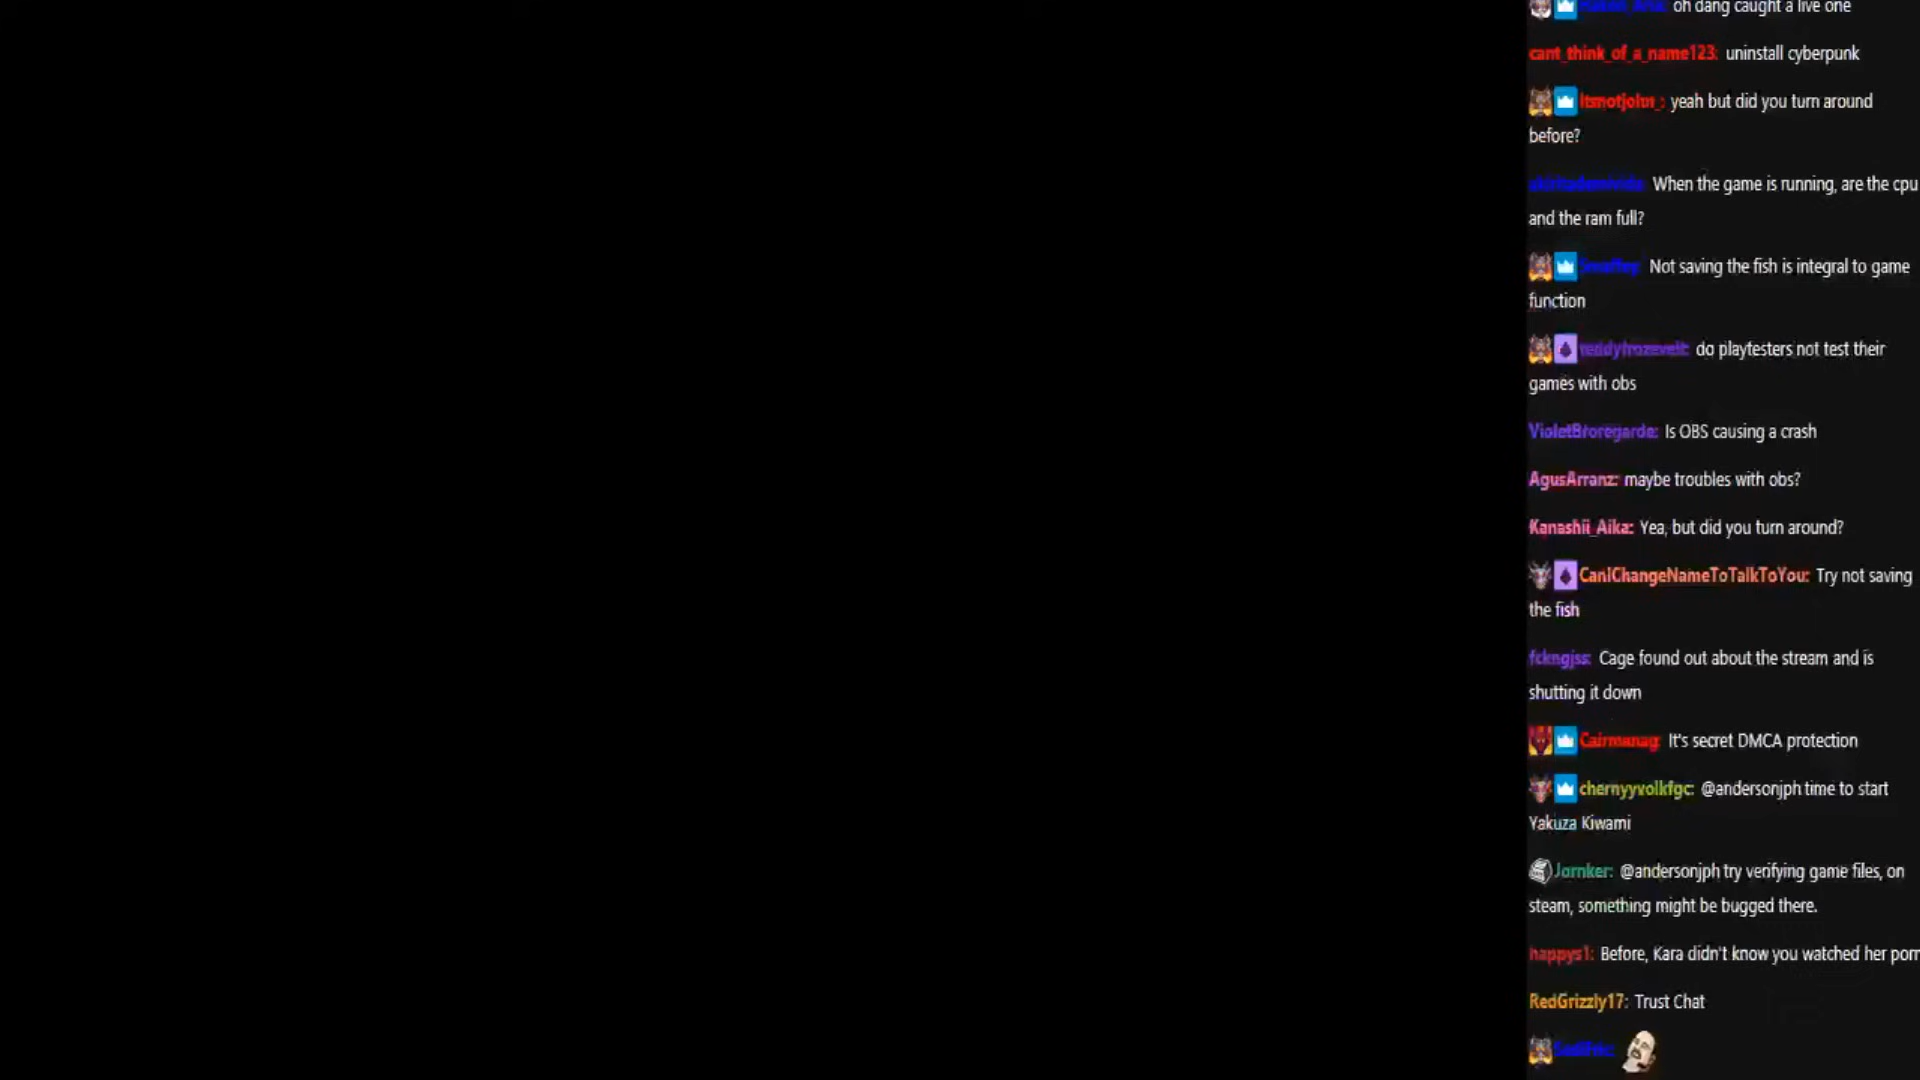 oh dang caught a live one
cant_think_of_a_name123: uninstall cyberpunk
Itsnotjohn_: yeah but did you turn around
before?
When the game is running, are the cpu
and the ram full?
Not saving the fish is integral to game
function
teddyfrozevelt: do playtesters not test their
games with obs
VioletBroregarde: Is OBS causing a crash
AgusArranz: maybe troubles with obs?
Kanashii_Aika: Yea, but did you turn around?
CanIChangeNameToTalkToYou: Try not saving
the fish
fckngjss: Cage found out about the stream and is
shutting it down
Cairmanag: It's secret DMCA protection
chernyyvolkfgc: @andersonjph time to start
Yakuza Kiwami
Jornker: @andersonjph try verifying game files, on
steam, something might be bugged there.
happys1: Before, Kara didn't know you watched her porn
RedGrizzly17: Trust Chat